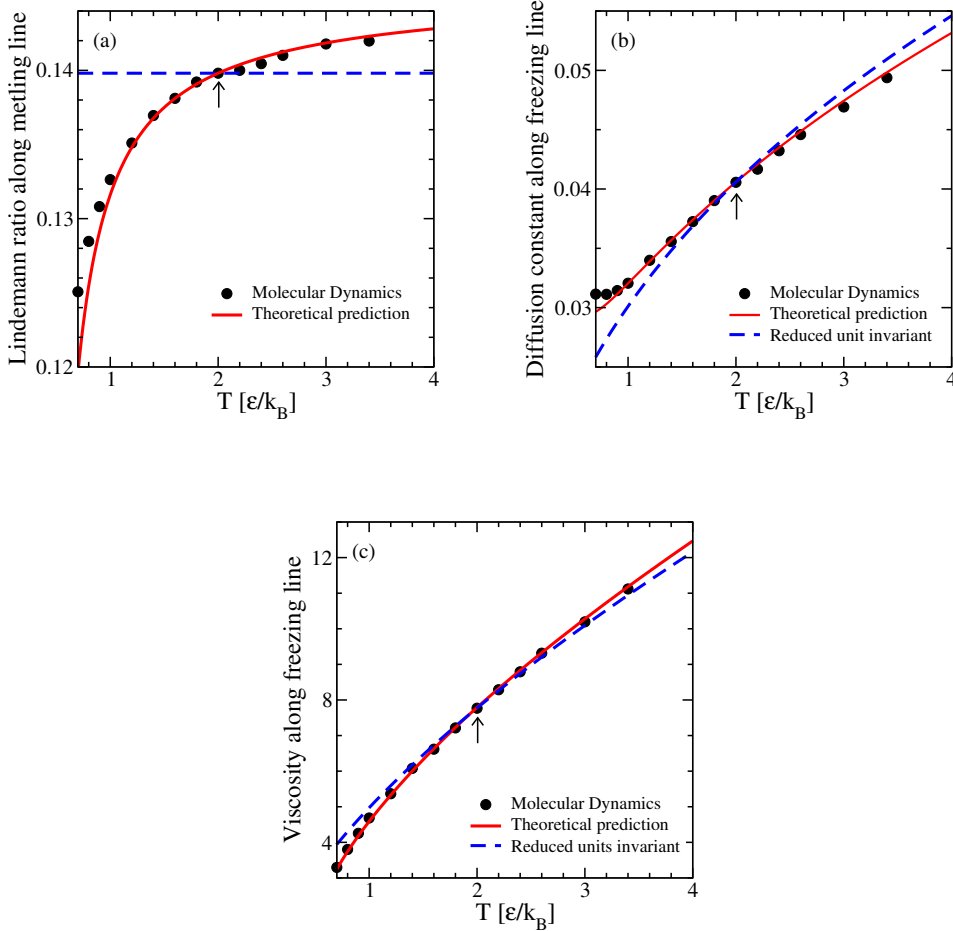 (a)
Lindemann ratio along metling line
0.14
0.13
0.12
1 2 3 4
T [ε/k_B]
Molecular Dynamics
Theoretical prediction
(b)
Diffusion constant along freezing line
0.05
0.04
0.03
1 2 3 4
T [ε/k_B]
Molecular Dynamics
Theoretical prediction
Reduced unit invariant
(c)
Viscosity along freezing line
12
8
4
1 2 3 4
T [ε/k_B]
Molecular Dynamics
Theoretical prediction
Reduced units invariant